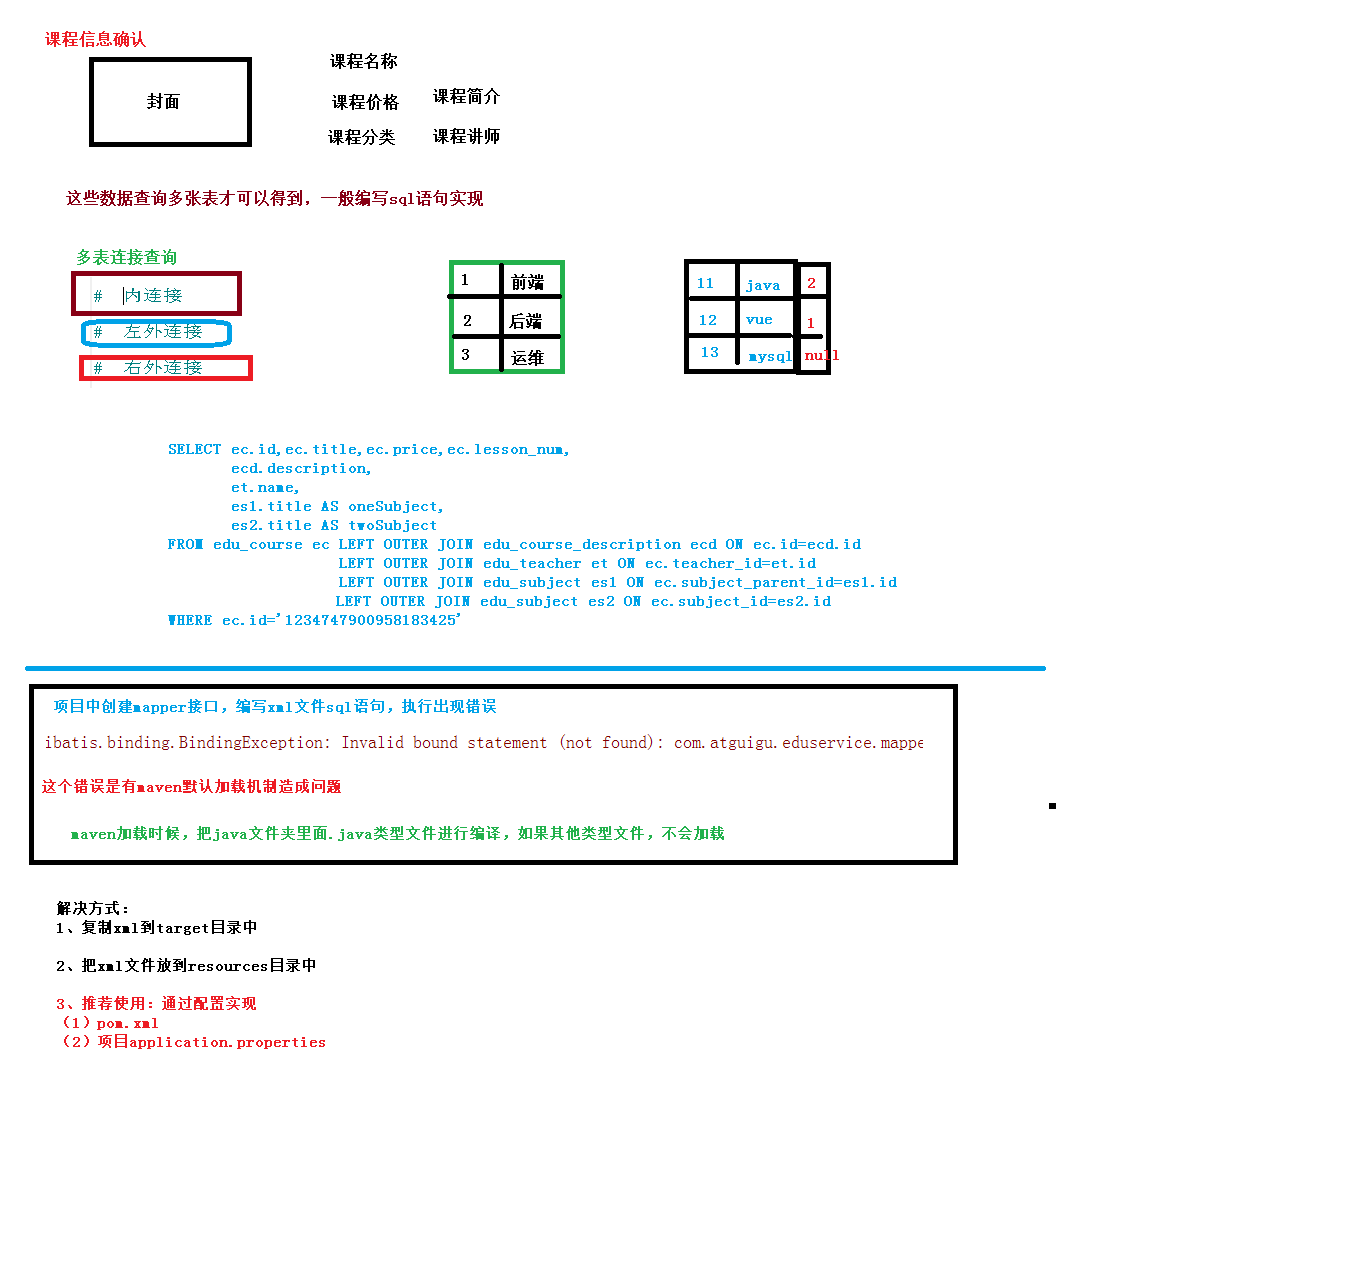 课程信息确认
封面
课程名称
课程价格
课程简介
课程分类
课程讲师
这些数据查询多张表才可以得到，一般编写sql语句实现
多表连接查询
# 内连接
# 左外连接
# 右外连接
1 前端
2 后端
3 运维
11 java 2
12 vue 1
13 mysql null
SELECT ec.id,ec.title,ec.price,ec.lesson_num,
ecd.description,
et.name,
es1.title AS oneSubject,
es2.title AS twoSubject
FROM edu_course ec LEFT OUTER JOIN edu_course_description ecd ON ec.id=ecd.id
LEFT OUTER JOIN edu_teacher et ON ec.teacher_id=et.id
LEFT OUTER JOIN edu_subject es1 ON ec.subject_parent_id=es1.id
LEFT OUTER JOIN edu_subject es2 ON ec.subject_id=es2.id
WHERE ec.id='1234747900958183425'
项目中创建mapper接口，编写xml文件sql语句，执行出现错误
ibatis.binding.BindingException: Invalid bound statement (not found): com.atguigu.eduservice.mappe
这个错误是有maven默认加载机制造成问题
maven加载时候，把java文件夹里面.java类型文件进行编译，如果其他类型文件，不会加载
解决方式：
1、复制xml到target目录中
2、把xml文件放到resources目录中
3、推荐使用：通过配置实现
（1）pom.xml
（2）项目application.properties